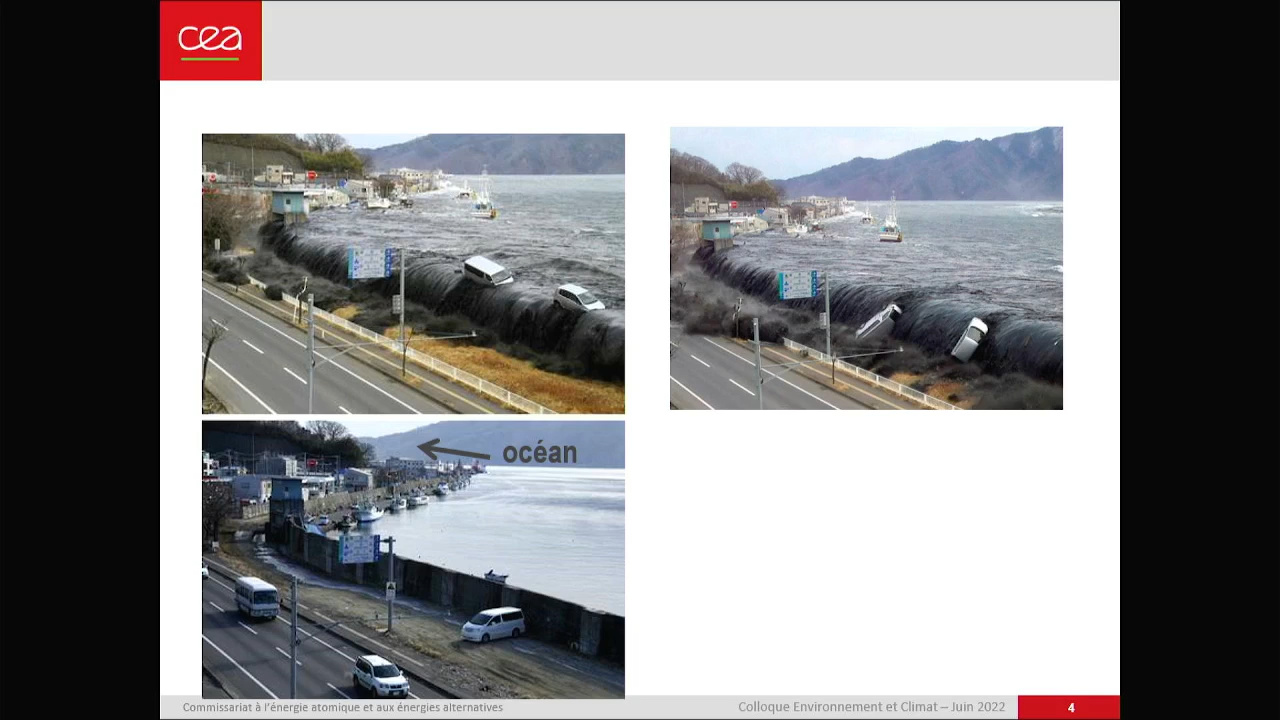 cea
océan
Commissariat à l'énergie atomique et aux énergies alternatives
Colloque Environnement et Climat – Juin 2022
4